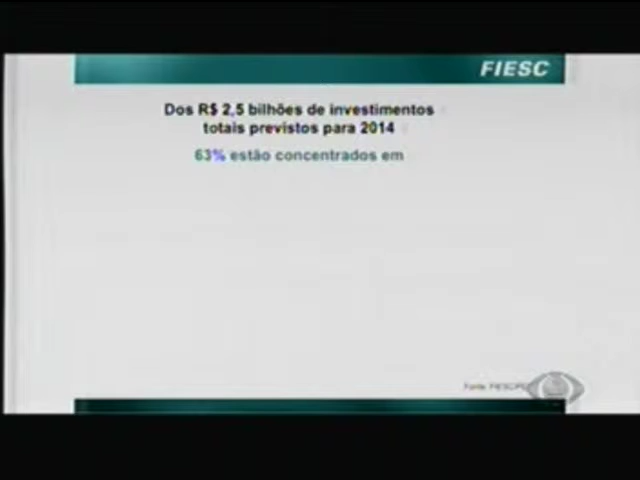 FIESC
Dos R$ 2,5 bilhões de investimentos
totais previstos para 2014
63% estão concentrados em
Fonte: FIESC